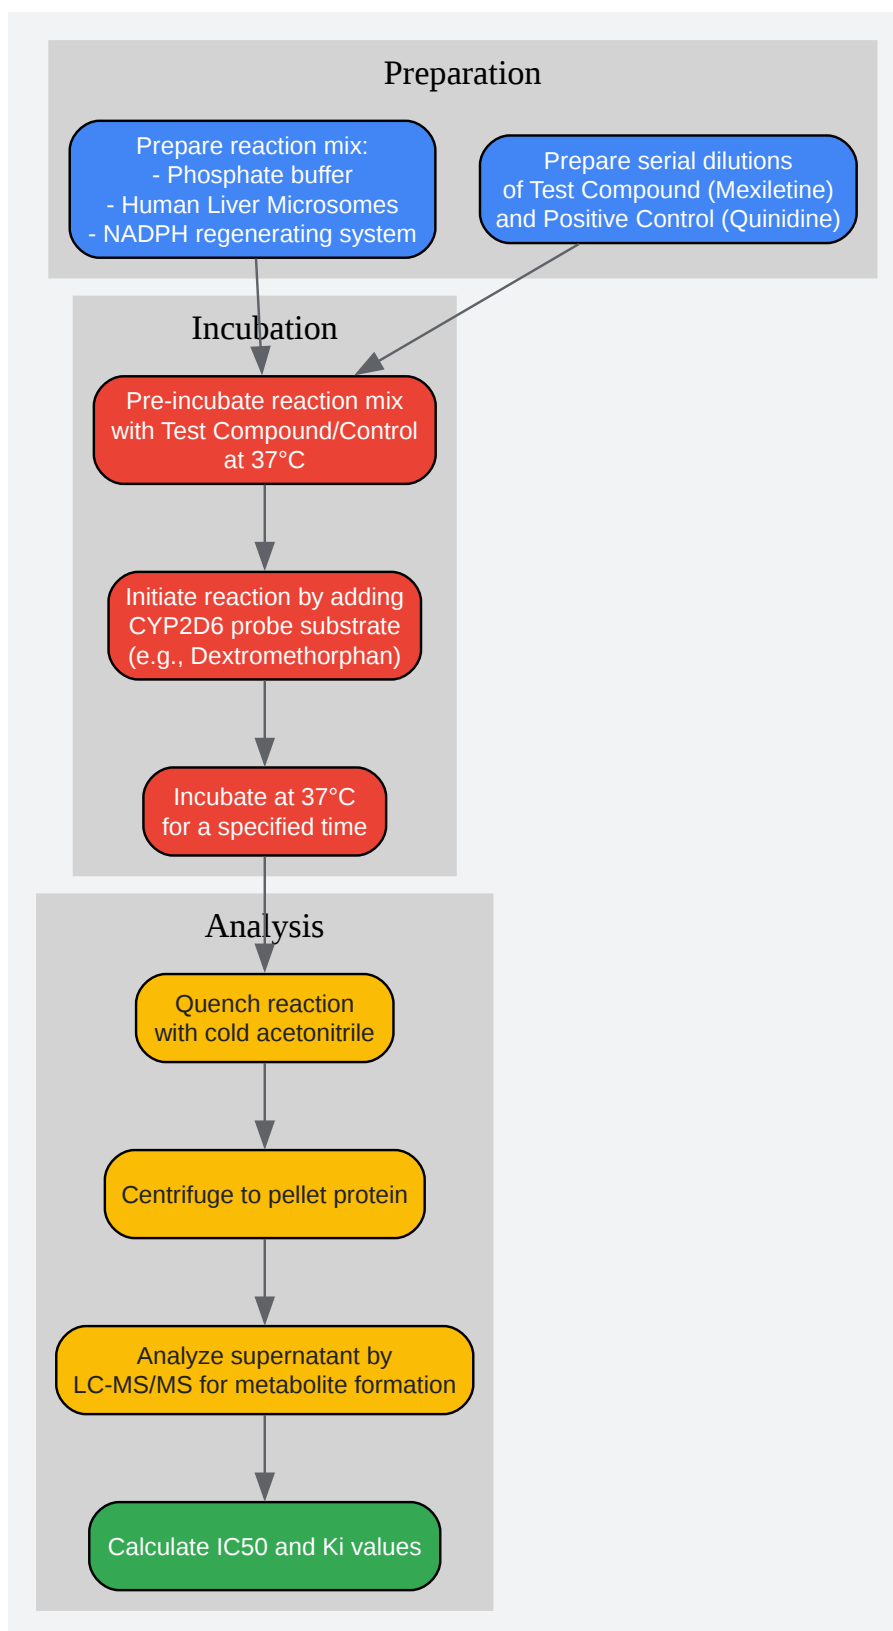 Preparation
Prepare reaction mix:
- Phosphate buffer
- Human Liver Microsomes
- NADPH regenerating system
Prepare serial dilutions
of Test Compound (Mexiletine)
and Positive Control (Quinidine)
Incubation
Pre-incubate reaction mix
with Test Compound/Control
at 37°C
Initiate reaction by adding
CYP2D6 probe substrate
(e.g., Dextromethorphan)
Incubate at 37°C
for a specified time
Analysis
Quench reaction
with cold acetonitrile
Centrifuge to pellet protein
Analyze supernatant by
LC-MS/MS for metabolite formation
Calculate IC50 and Ki values